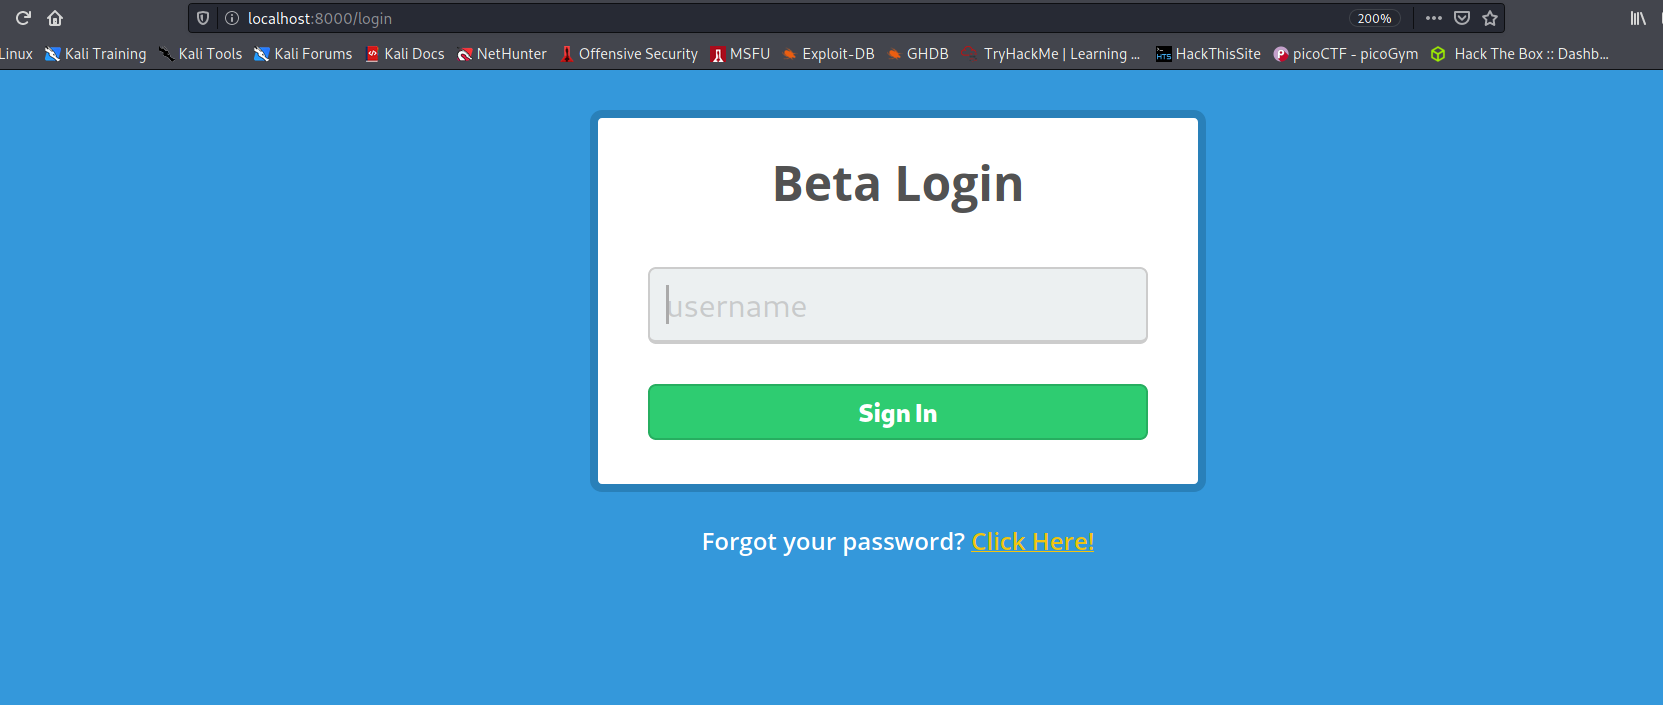 localhost:8000/login 200%
Linux Kali Training Kali Tools Kali Forums Kali Docs NetHunter Offensive Security MSFU Exploit-DB GHDB TryHackMe | Learning ... HTS HackThisSite picoCTF - picoGym Hack The Box :: Dashb...
Beta Login
username
Sign In
Forgot your password? Click Here!